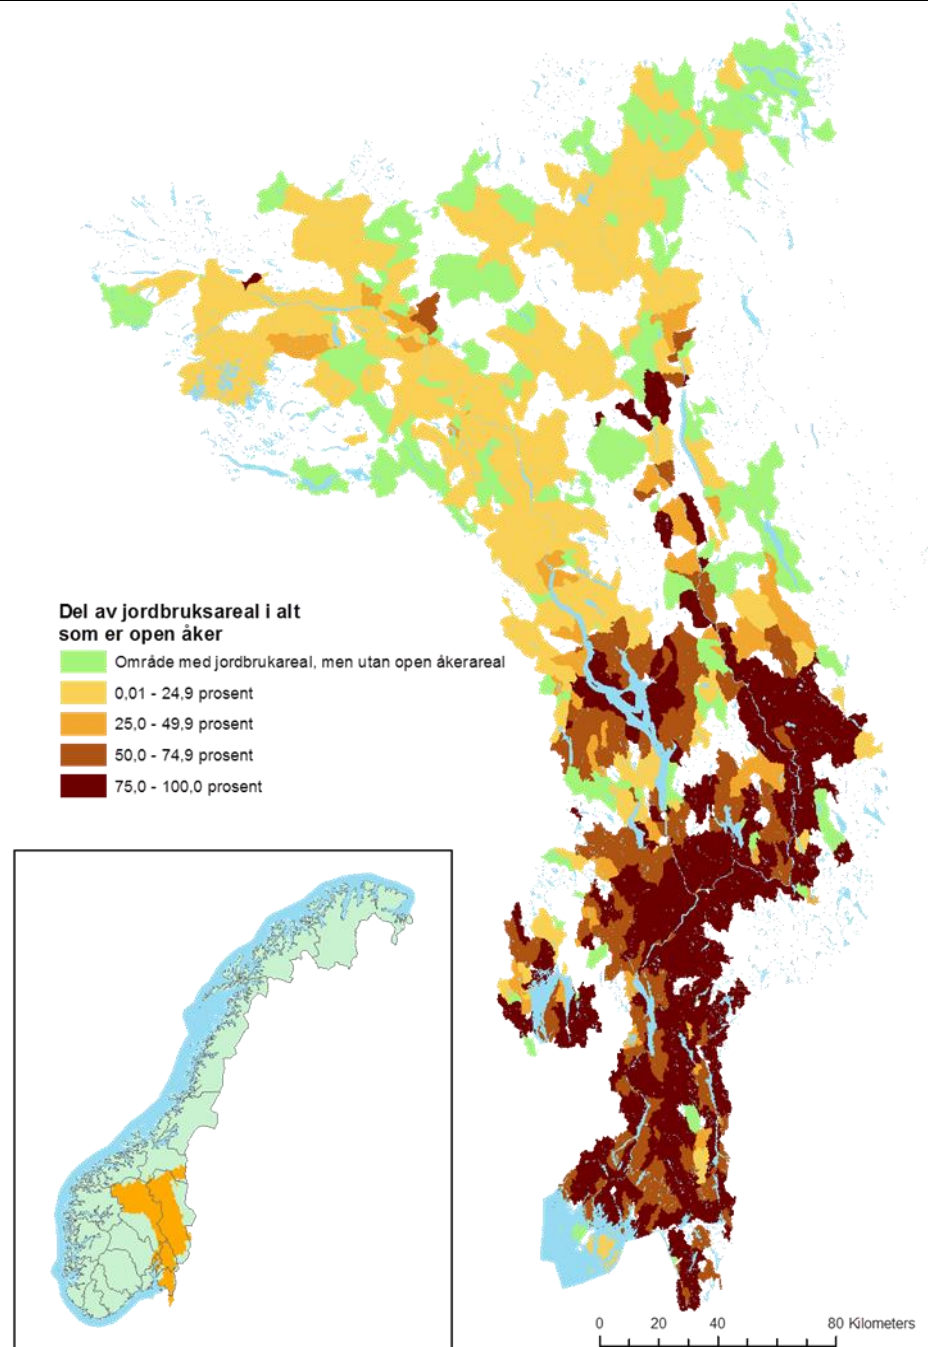 Del av jordbruksareal i alt
som er open åker
Område med jordbrukareal, men utan open åkerareal
0,01 - 24,9 prosent
25,0 - 49,9 prosent
50,0 - 74,9 prosent
75,0 - 100,0 prosent
0 20 40 80 Kilometers